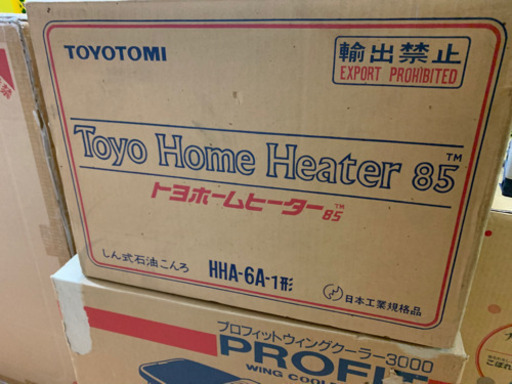 TOYOTOMI
輸出禁止
EXPORT PROHIBITED
Toyo Home Heater 85™
トヨホームヒーター85™
しん式石油こんろ
HHA-6A-1形
日本工業規格品
プロフィットウィングクーラー3000